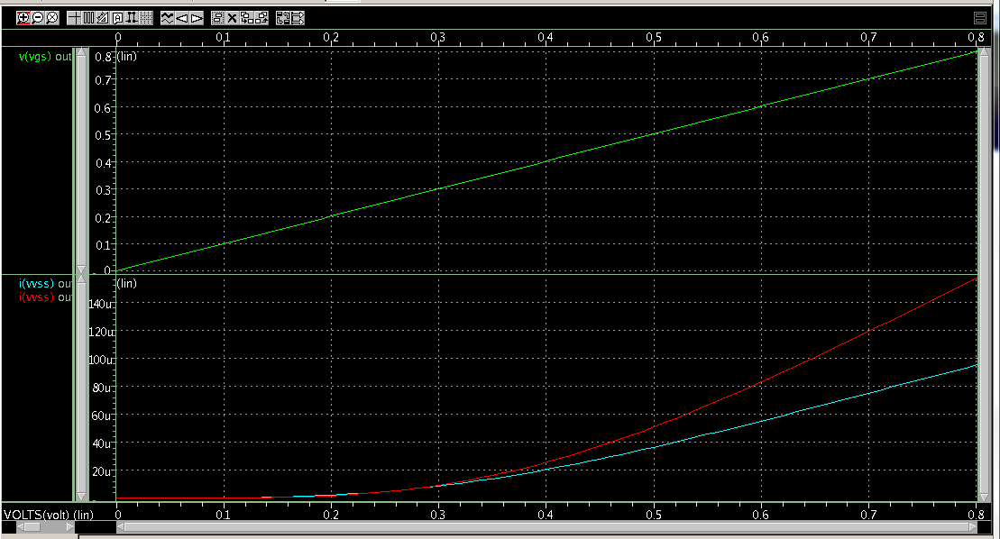 0 0.1 0.2 0.3 0.4 0.5 0.6 0.7 0.8
v(vgs) out
0.8 (lin)
0.7
0.6
0.5
0.4
0.3
0.2
0.1
0
i(vvss) out (lin)
i(vvss) out
140u
120u
100u
80u
60u
40u
20u
VOLTS(volt) (lin) 0 0.1 0.2 0.3 0.4 0.5 0.6 0.7 0.8